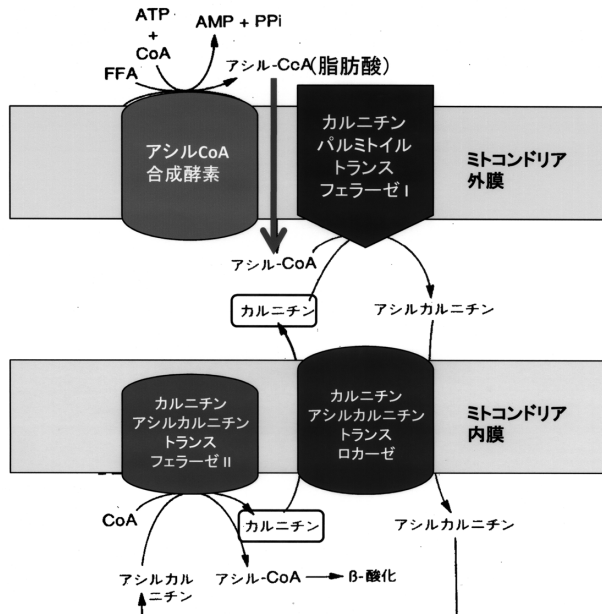 ATP
+
CoA
AMP + PPi
FFA
アシル-CoA(脂肪酸)
アシルCoA
合成酵素
カルニチン
パルミトイル
トランス
フェラーゼ I
ミトコンドリア
外膜
アシル-CoA
カルニチン
アシルカルニチン
カルニチン
アシルカルニチン
トランス
フェラーゼ II
カルニチン
アシルカルニチン
トランス
ロカーゼ
ミトコンドリア
内膜
CoA
カルニチン
アシルカルニチン
アシルカル
ニチン
アシル-CoA
ß-酸化